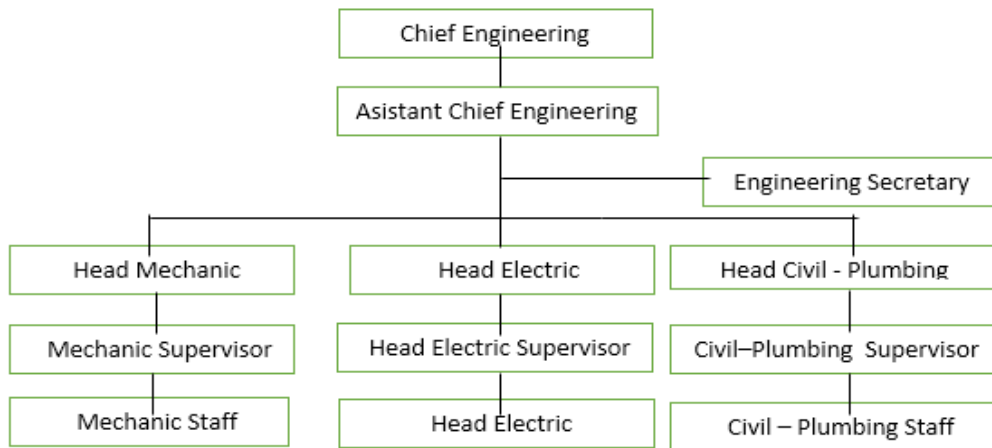 Chief Engineering
Asistant Chief Engineering
Engineering Secretary
Head Mechanic
Head Electric
Head Civil - Plumbing
Mechanic Supervisor
Head Electric Supervisor
Civil–Plumbing Supervisor
Mechanic Staff
Head Electric
Civil – Plumbing Staff